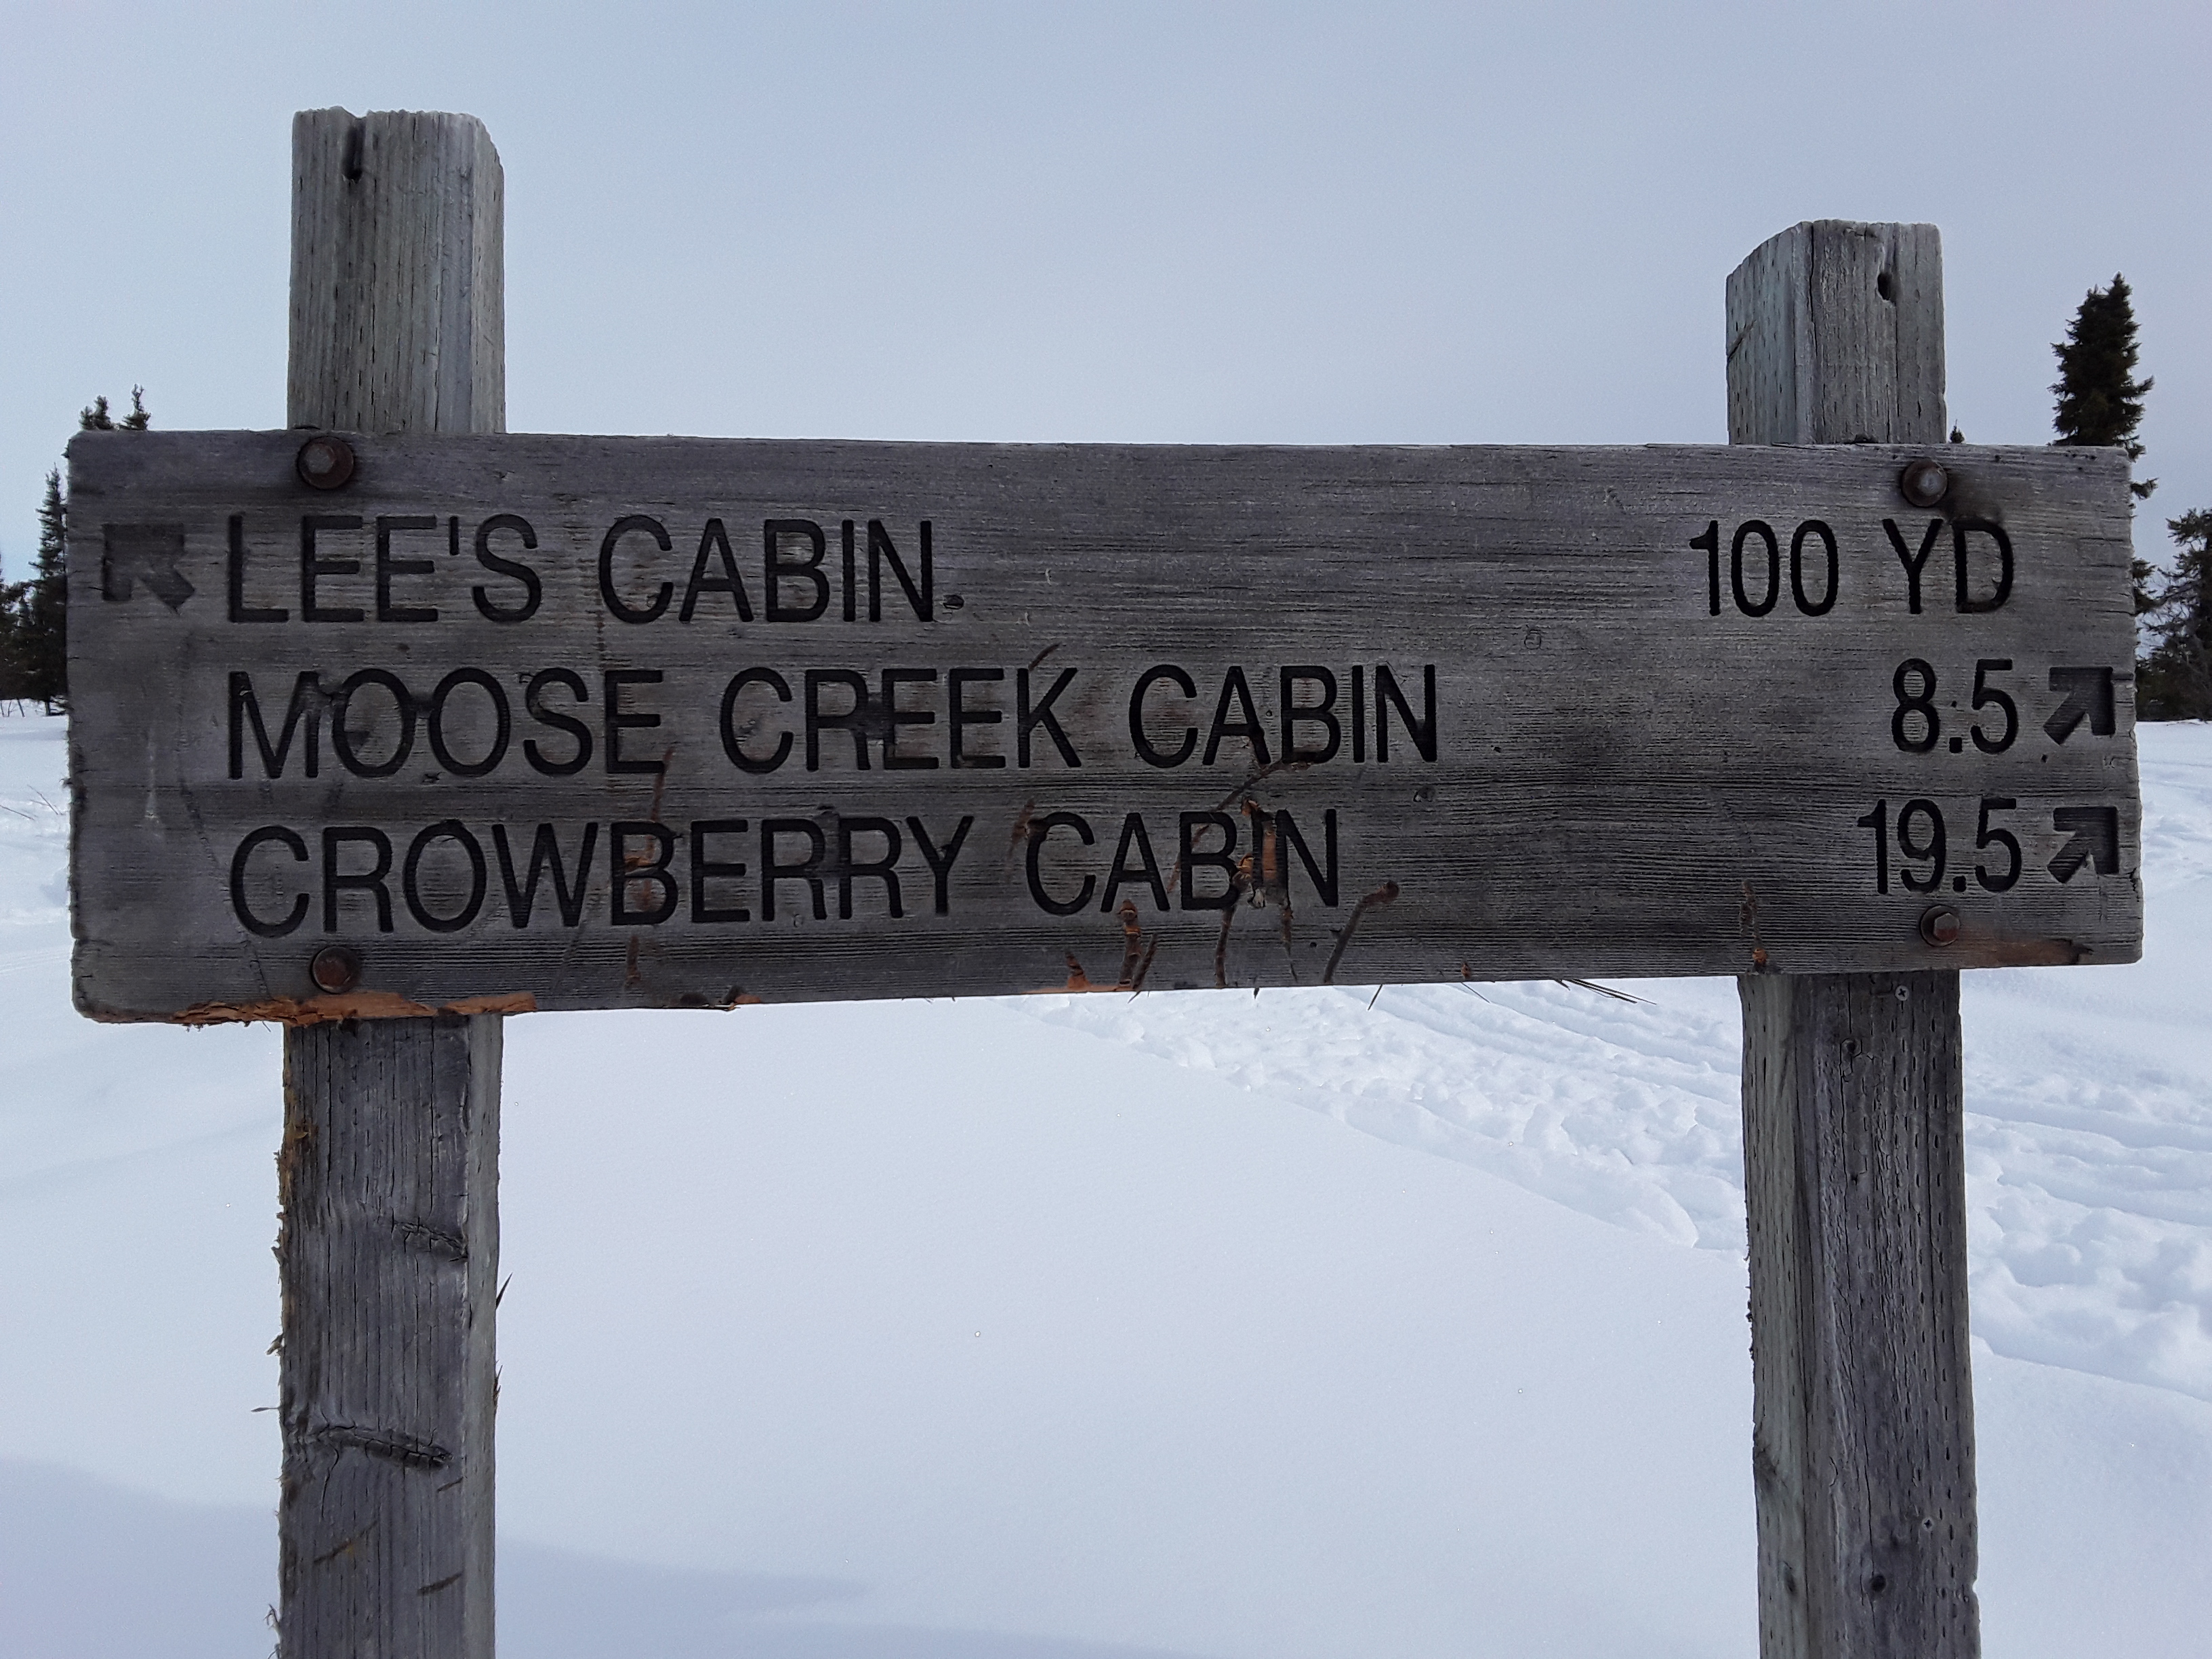 LEE'S CABIN 100 YD
MOOSE CREEK CABIN 8.5
CROWBERRY CABIN 19.5